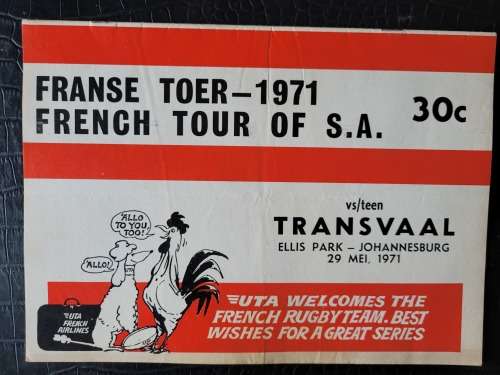 FRANSE TOER-1971
FRENCH TOUR OF S.A.
30c
vs/teen
TRANSVAAL
ELLIS PARK – JOHANNESBURG
29 MEI, 1971
'ALLO
TO YOU,
TOO!
'ALLO!
UTA
FRENCH
AIRLINES
UTA WELCOMES THE
FRENCH RUGBY TEAM. BEST
WISHES FOR A GREAT SERIES